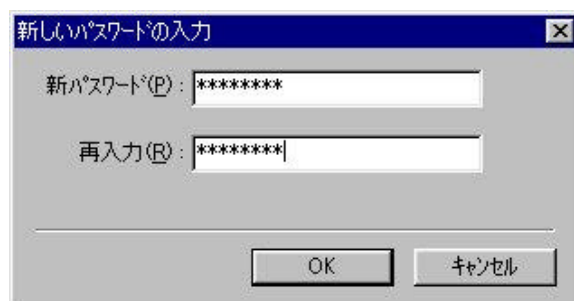 新しいﾊﾟｽﾜｰﾄﾞの入力
新ﾊﾟｽﾜｰﾄﾞ(P) : ********
再入力(R) : ********
OK ｷｬﾝｾﾙ